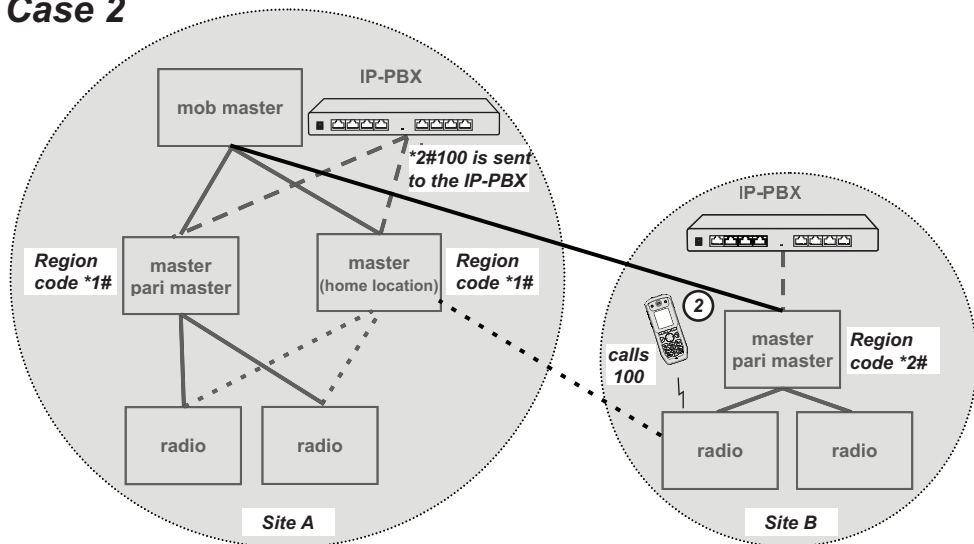 Case 2
IP-PBX
mob master
*2#100 is sent
to the IP-PBX
IP-PBX
Region
code *1#
master
pari master
master
(home location)
Region
code *1#
2
calls
100
master
pari master
Region
code *2#
radio
radio
radio
radio
Site A
Site B